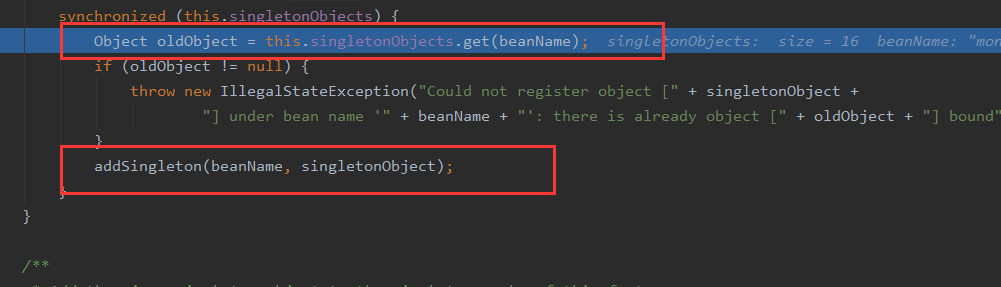 synchronized (this.singletonObjects) {
Object oldObject = this.singletonObjects.get(beanName); singletonObjects: size = 16 beanName: "mon
if (oldObject != null) {
throw new IllegalStateException("Could not register object [" + singletonObject +
"] under bean name '" + beanName + "': there is already object [" + oldObject + "] bound"
}
addSingleton(beanName, singletonObject);
}
}
/**